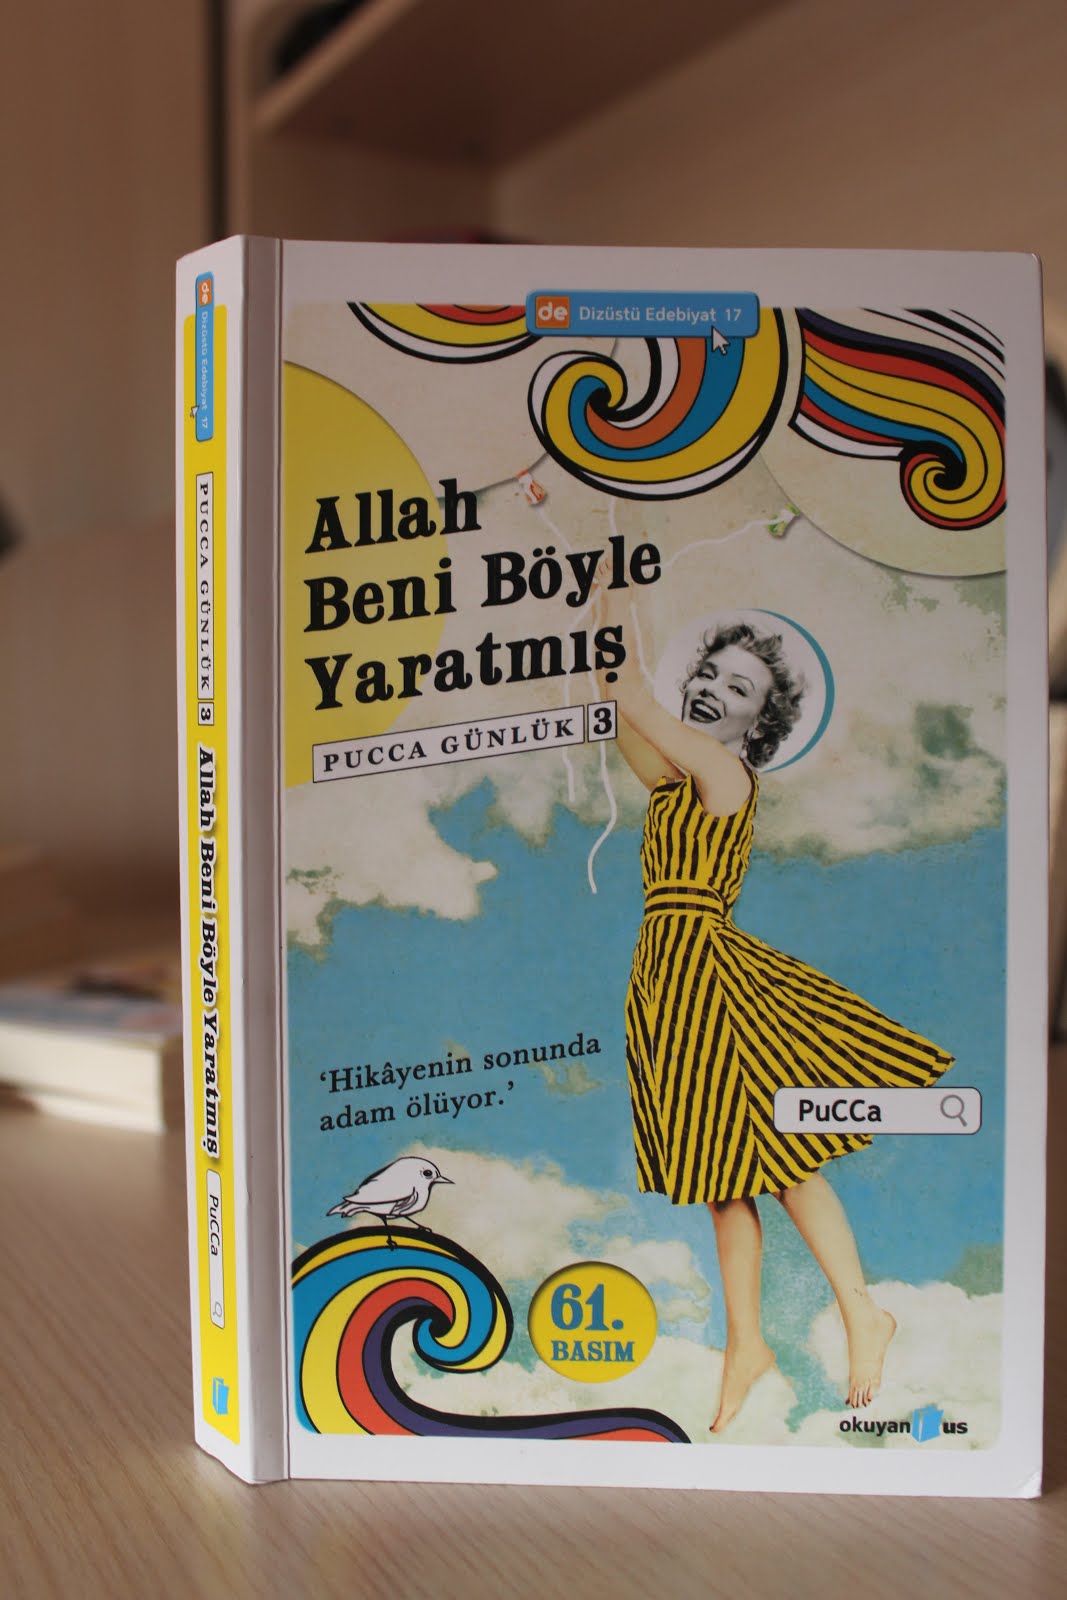 de Dizüstü Edebiyat 17
Allah
Beni Böyle
Yaratmış
PUCCA GÜNLÜK 3
'Hikâyenin sonunda
adam ölüyor.'
PuCCa
61.
BASIM
okuyan us
de Dizüstü Edebiyat 17
PUCCA GÜNLÜK 3
Allah Beni Böyle Yaratmış
PuCCa